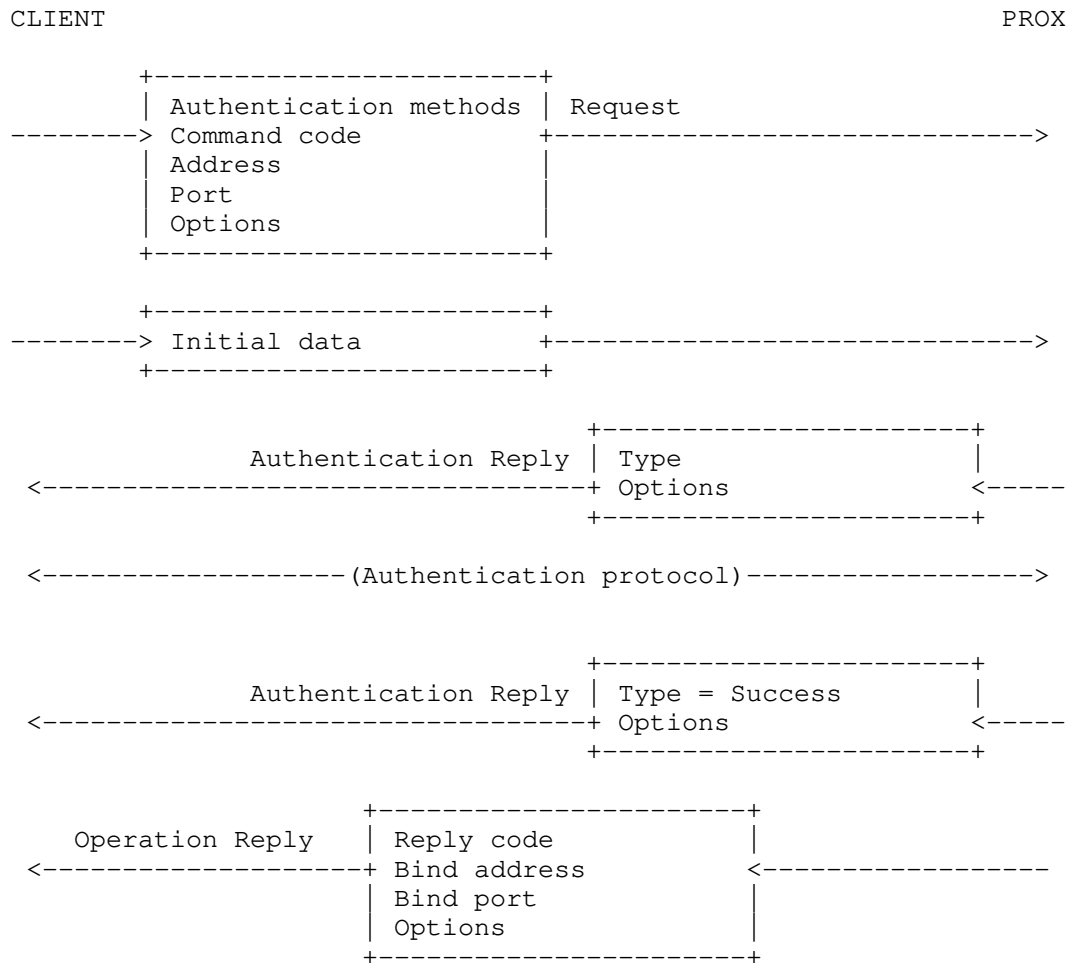 CLIENT PROX
Authentication methods Request
Command code
Address
Port
Options
Initial data
Authentication Reply Type
Options
(Authentication protocol)
Authentication Reply Type = Success
Options
Operation Reply Reply code
Bind address
Bind port
Options